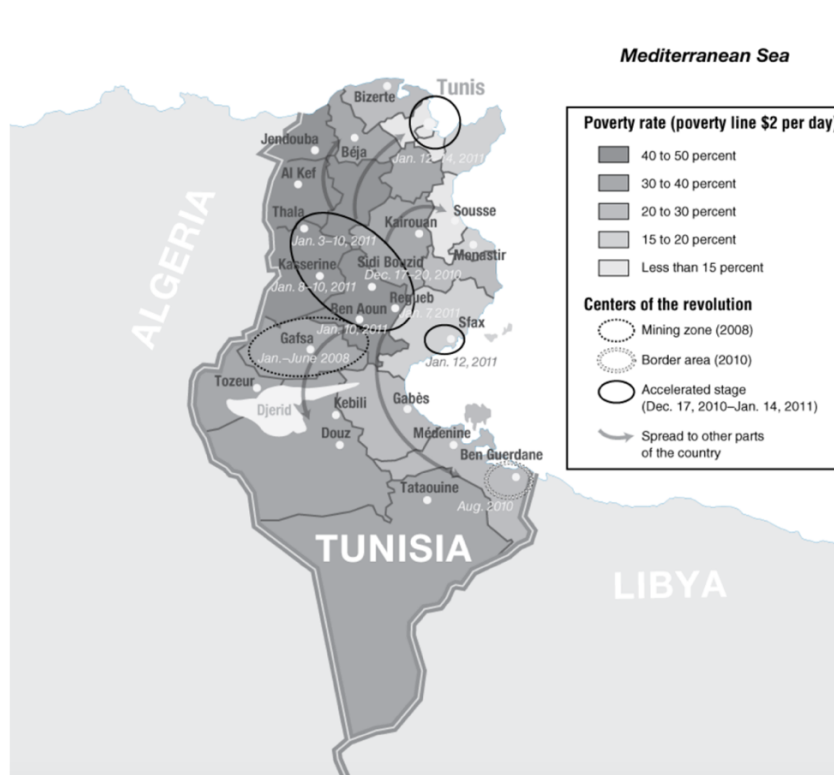 Mediterranean Sea
Tunis
Bizerte
Jendouba
Béja
Jan. 12–14, 2011
Al Kef
Thala
Sousse
Kairouan
Jan. 3–10, 2011
Monastir
Kasserine
Sidi Bouzid
Dec. 17–20, 2010
Jan. 8–10, 2011
Regueb
Jan. 7, 2011
Ben Aoun
Sfax
Jan. 10, 2011
Gafsa
Jan.–June 2008
Jan. 12, 2011
Tozeur
Djerid
Kebili
Gabès
Douz
Médenine
Ben Guerdane
Tataouine
Aug. 2010
ALGERIA
TUNISIA
LIBYA
Poverty rate (poverty line $2 per day)
40 to 50 percent
30 to 40 percent
20 to 30 percent
15 to 20 percent
Less than 15 percent
Centers of the revolution
Mining zone (2008)
Border area (2010)
Accelerated stage
(Dec. 17, 2010–Jan. 14, 2011)
Spread to other parts
of the country